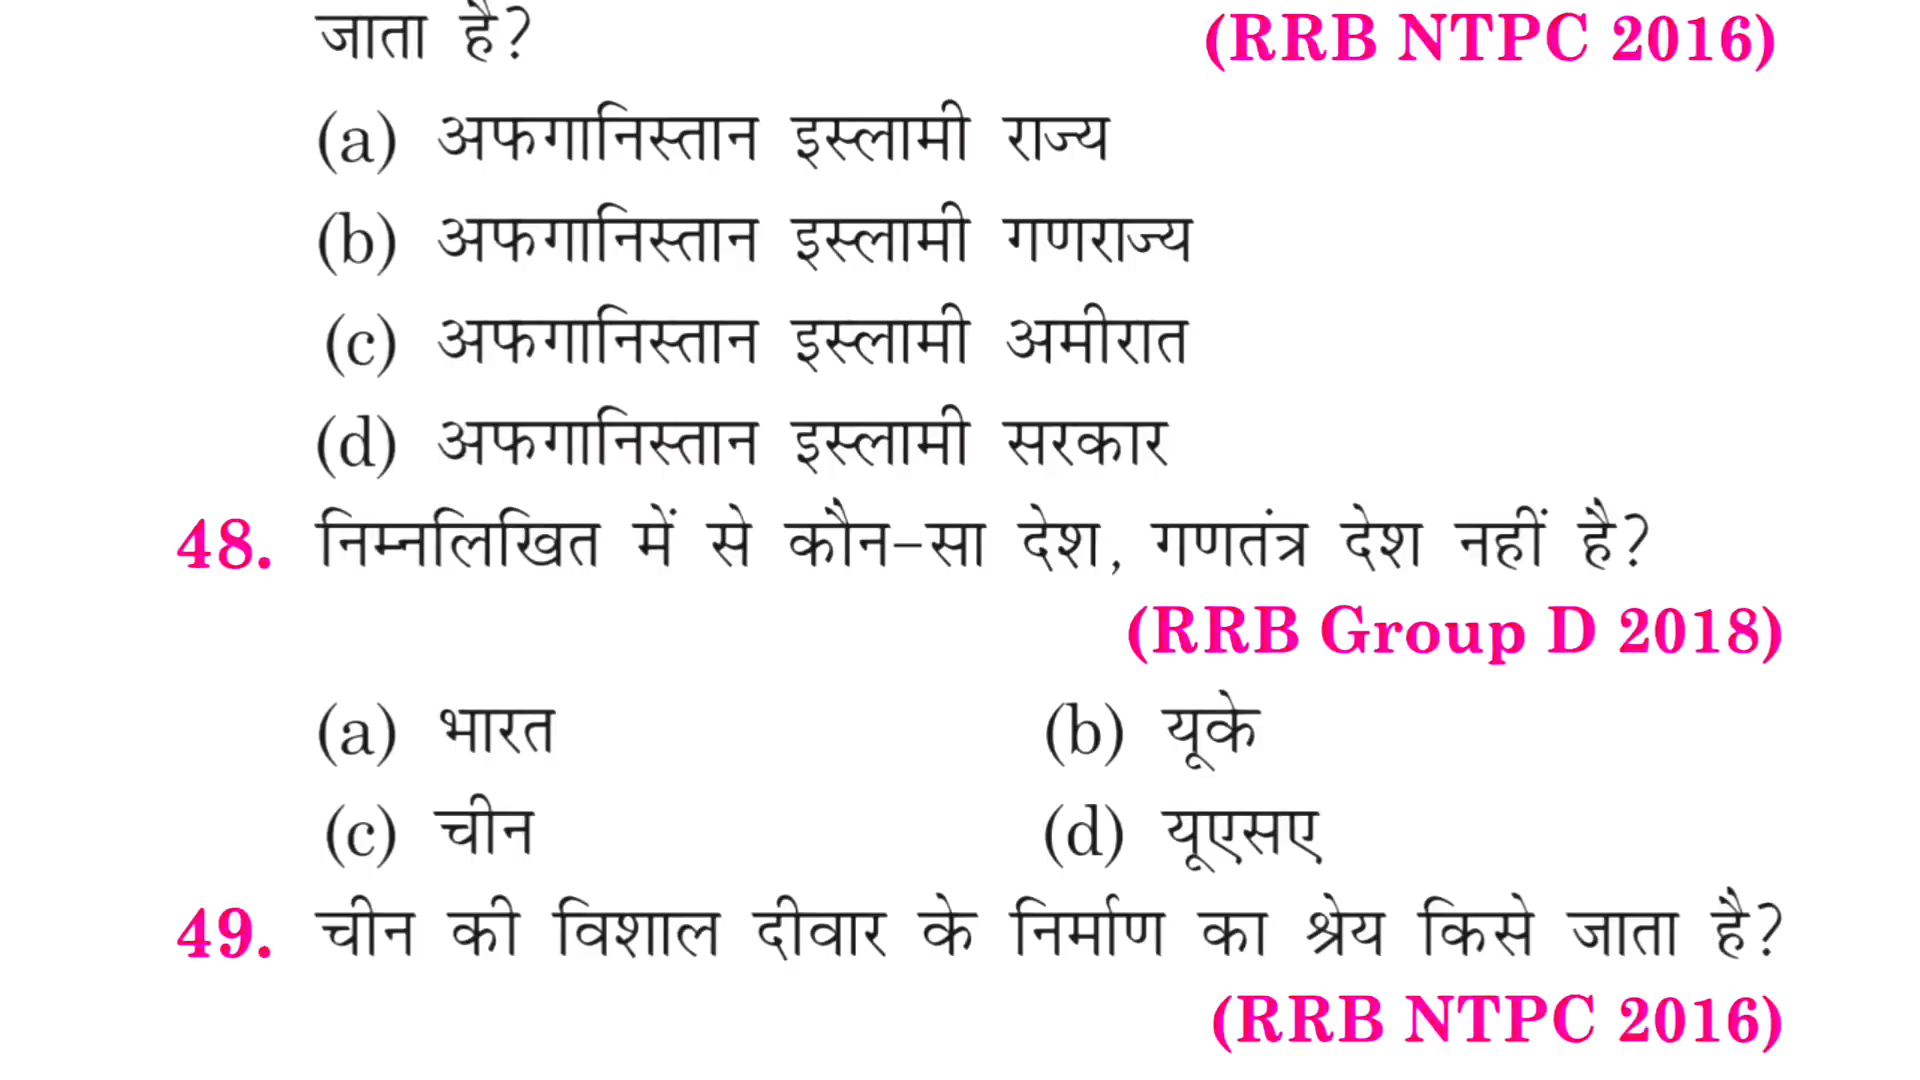 जाता है? (RRB NTPC 2016)
(a) अफगानिस्तान इस्लामी राज्य
(b) अफगानिस्तान इस्लामी गणराज्य
(c) अफगानिस्तान इस्लामी अमीरात
(d) अफगानिस्तान इस्लामी सरकार
48. निम्नलिखित में से कौन-सा देश, गणतंत्र देश नहीं है?
(RRB Group D 2018)
(a) भारत (b) यूके
(c) चीन (d) यूएसए
49. चीन की विशाल दीवार के निर्माण का श्रेय किसे जाता है?
(RRB NTPC 2016)